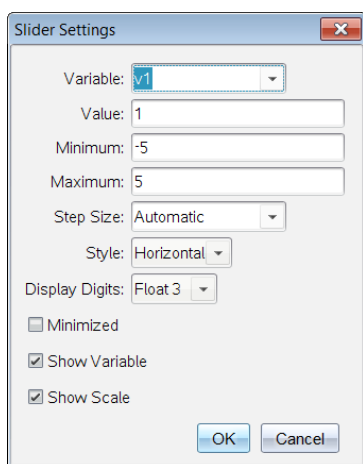 Slider Settings
Variable: v1
Value: 1
Minimum: -5
Maximum: 5
Step Size: Automatic
Style: Horizontal
Display Digits: Float 3
Minimized
Show Variable
Show Scale
OK Cancel